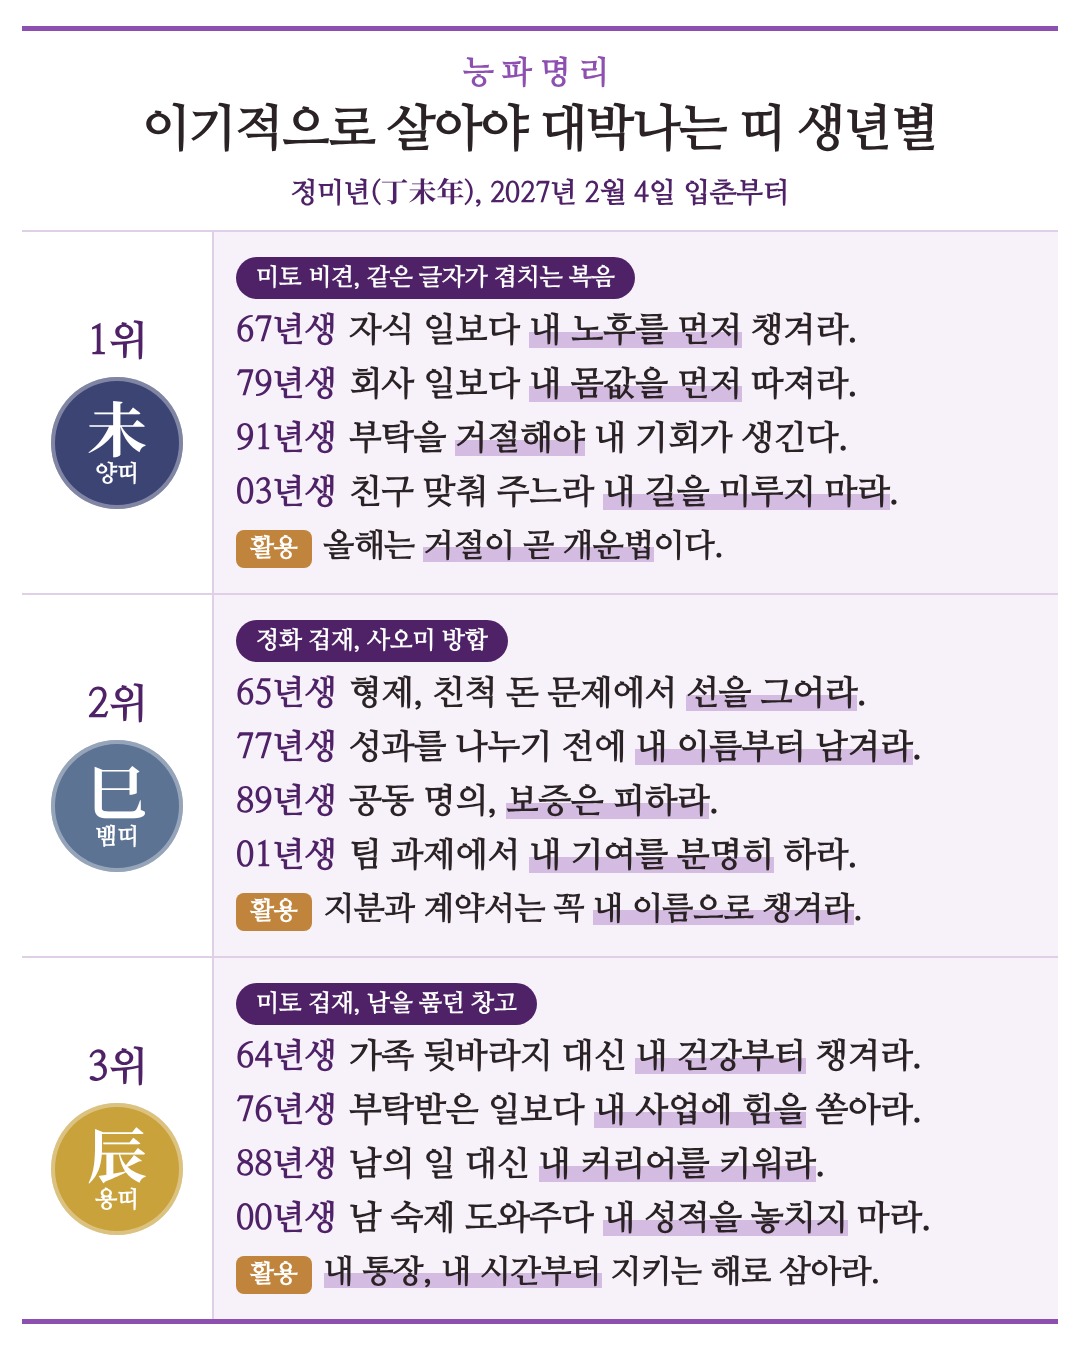 능파명리
이기적으로 살아야 대박나는 띠 생년별
정미년(丁未年), 2027년 2월 4일 입춘부터
1위
未
양띠
미토 비견, 같은 글자가 겹치는 복음
67년생 자식 일보다 내 노후를 먼저 챙겨라.
79년생 회사 일보다 내 몸값을 먼저 따져라.
91년생 부탁을 거절해야 내 기회가 생긴다.
03년생 친구 맞춰 주느라 내 길을 미루지 마라.
활용 올해는 거절이 곧 개운법이다.
2위
巳
뱀띠
정화 겁재, 사오미 방합
65년생 형제, 친척 돈 문제에서 선을 그어라.
77년생 성과를 나누기 전에 내 이름부터 남겨라.
89년생 공동 명의, 보증은 피하라.
01년생 팀 과제에서 내 기여를 분명히 하라.
활용 지분과 계약서는 꼭 내 이름으로 챙겨라.
3위
辰
용띠
미토 겁재, 남을 품던 창고
64년생 가족 뒷바라지 대신 내 건강부터 챙겨라.
76년생 부탁받은 일보다 내 사업에 힘을 쏟아라.
88년생 남의 일 대신 내 커리어를 키워라.
00년생 남 숙제 도와주다 내 성적을 놓치지 마라.
활용 내 통장, 내 시간부터 지키는 해로 삼아라.